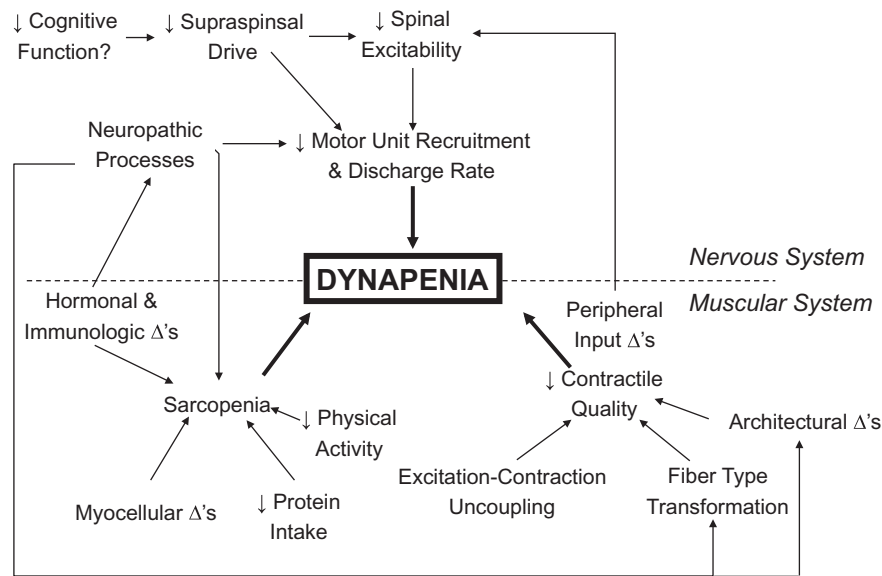 ↓ Cognitive
Function?
↓ Supraspinsal
Drive
↓ Spinal
Excitability
Neuropathic
Processes
↓ Motor Unit Recruitment
& Discharge Rate
DYNAPENIA
Nervous System
Muscular System
Hormonal &
Immunologic Δ's
Peripheral
Input Δ's
Sarcopenia
↓ Physical
Activity
↓ Contractile
Quality
Architectural Δ's
Myocellular Δ's
↓ Protein
Intake
Excitation-Contraction
Uncoupling
Fiber Type
Transformation